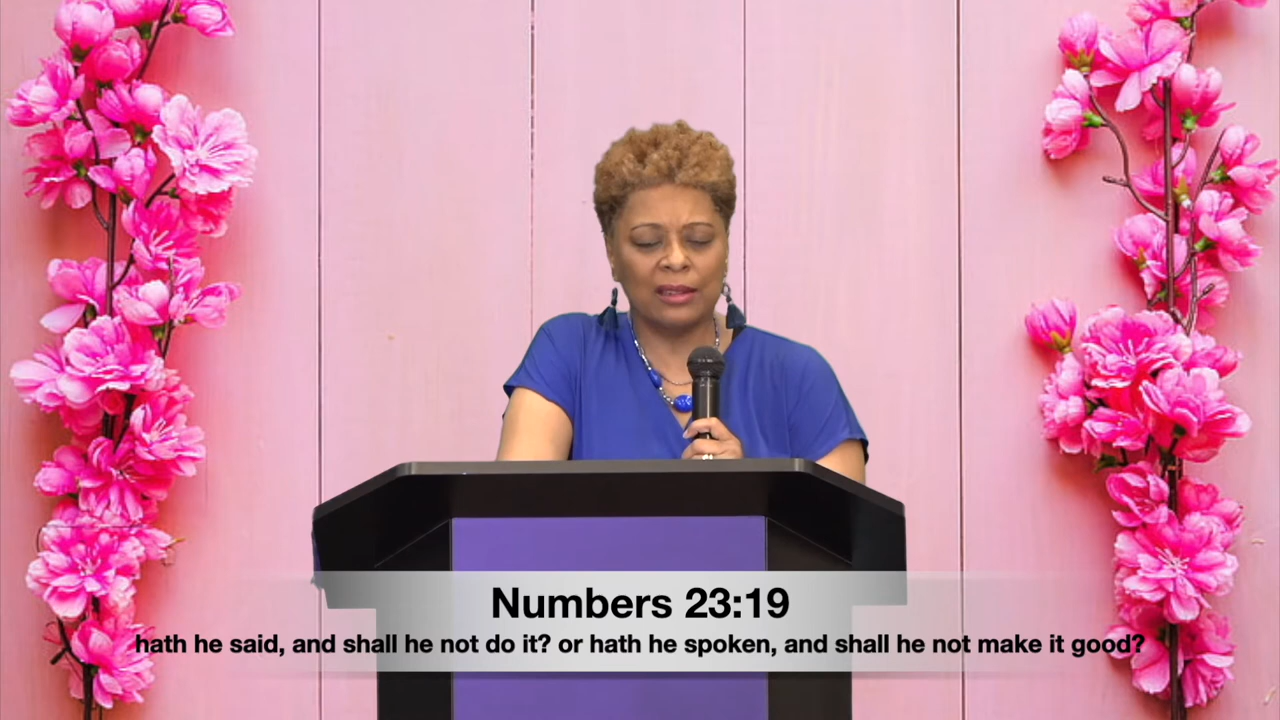 Numbers 23:19
hath he said, and shall he not do it? or hath he spoken, and shall he not make it good?